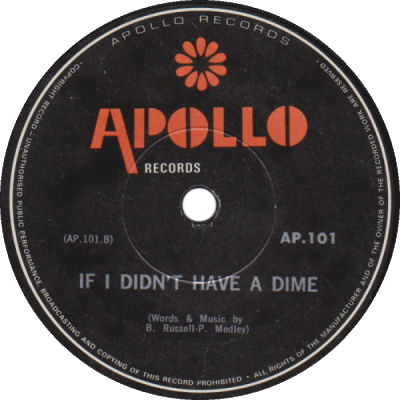 APOLLO RECORDS
APOLLO
RECORDS
(AP.101.B)
AP.101
IF I DIDN'T HAVE A DIME
(Words & Music by
B. Russell-P. Medley)
• COPYRIGHT RECORD - UNAUTHORISED PUBLIC PERFORMANCE, BROADCASTING AND COPYING OF THIS RECORD PROHIBITED • ALL RIGHTS OF THE MANUFACTURER AND OF THE OWNER OF THE RECORDED WORK ARE RESERVED •